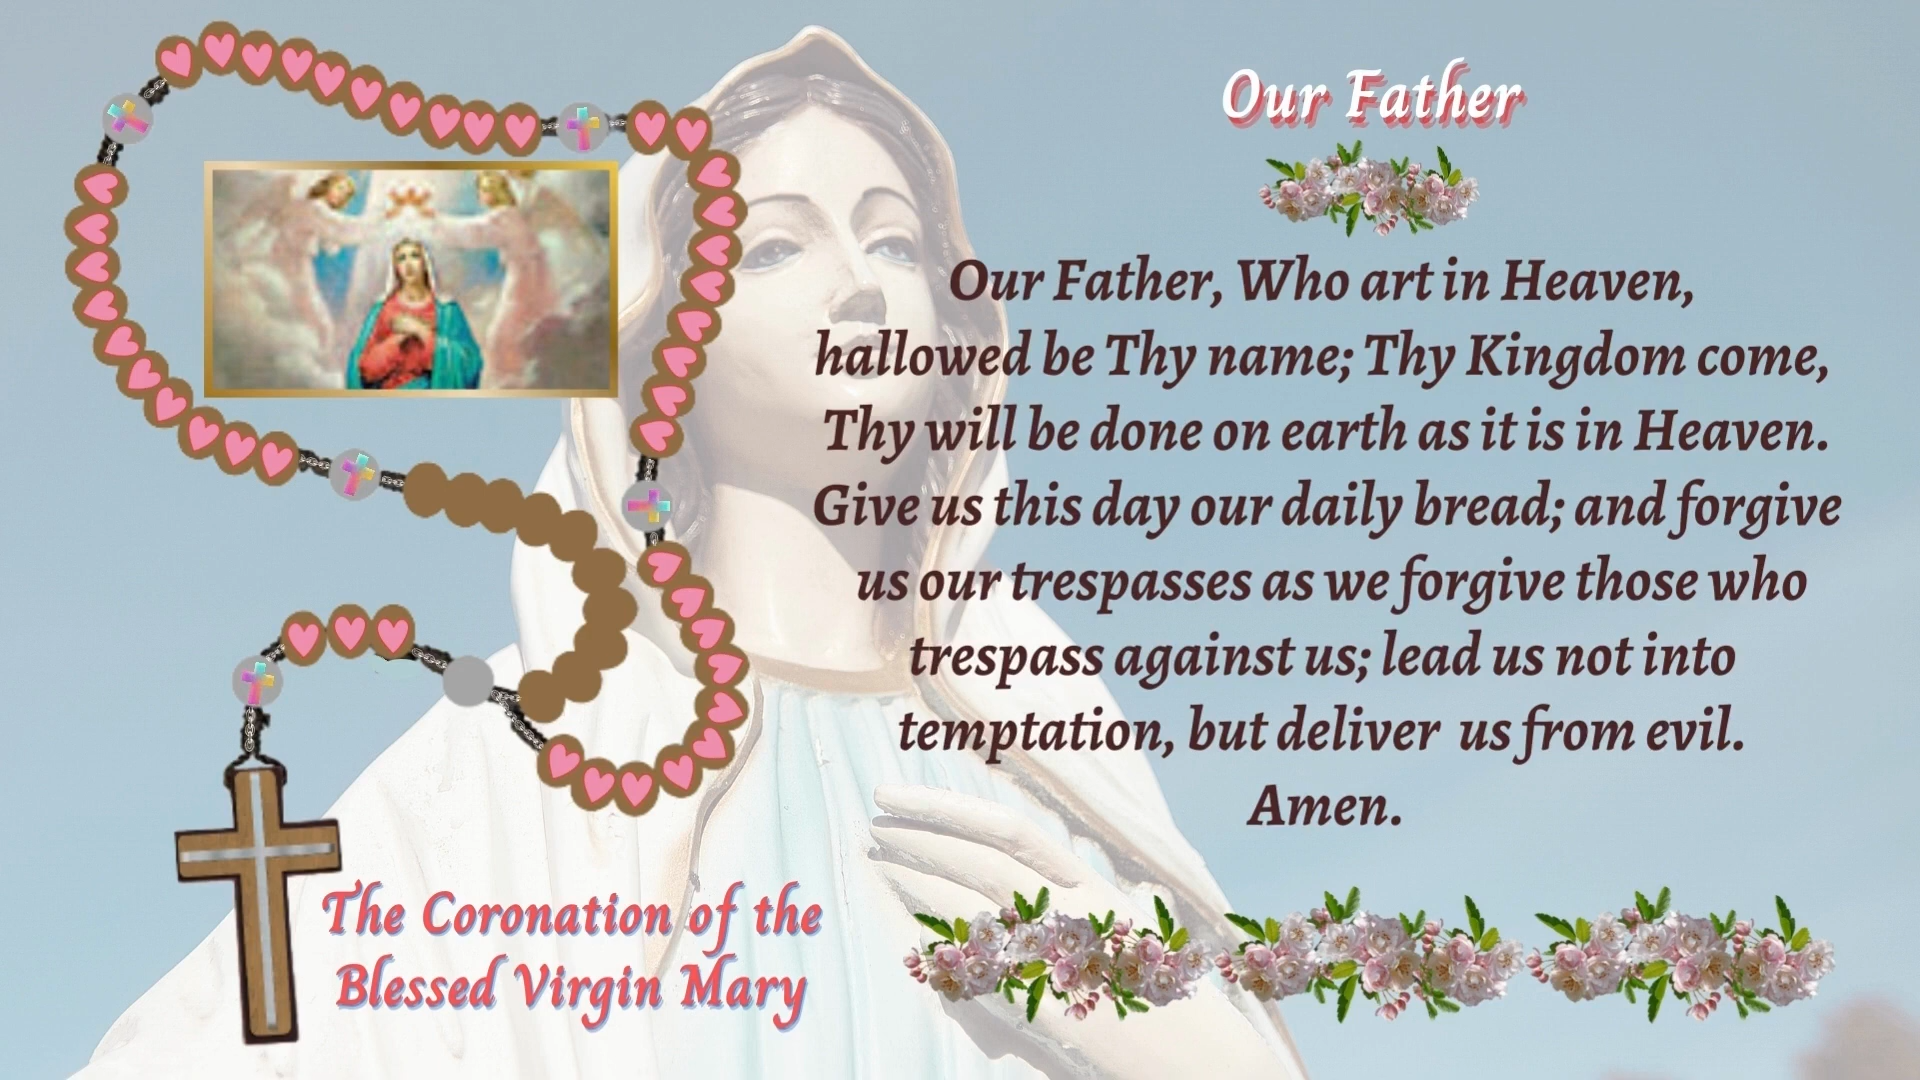 Our Father
Our Father, Who art in Heaven,
hallowed be Thy name; Thy Kingdom come,
Thy will be done on earth as it is in Heaven.
Give us this day our daily bread; and forgive
us our trespasses as we forgive those who
trespass against us; lead us not into
temptation, but deliver us from evil.
Amen.
The Coronation of the
Blessed Virgin Mary